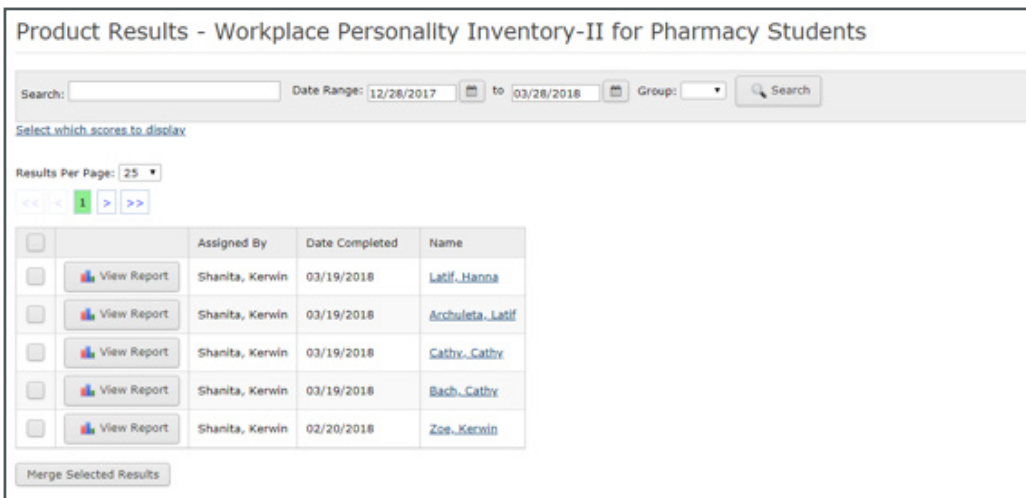 Product Results - Workplace Personality Inventory-II for Pharmacy Students
Search: Date Range: 12/28/2017 to 03/28/2018 Group: Search
Select which scores to display
Results Per Page: 25
<< < 1 > >>
Assigned By Date Completed Name
View Report Shanita, Kerwin 03/19/2018 Latif, Hanna
View Report Shanita, Kerwin 03/19/2018 Archuleta, Latif
View Report Shanita, Kerwin 03/19/2018 Cathy, Cathy
View Report Shanita, Kerwin 03/19/2018 Bach, Cathy
View Report Shanita, Kerwin 02/20/2018 Zoe, Kerwin
Merge Selected Results